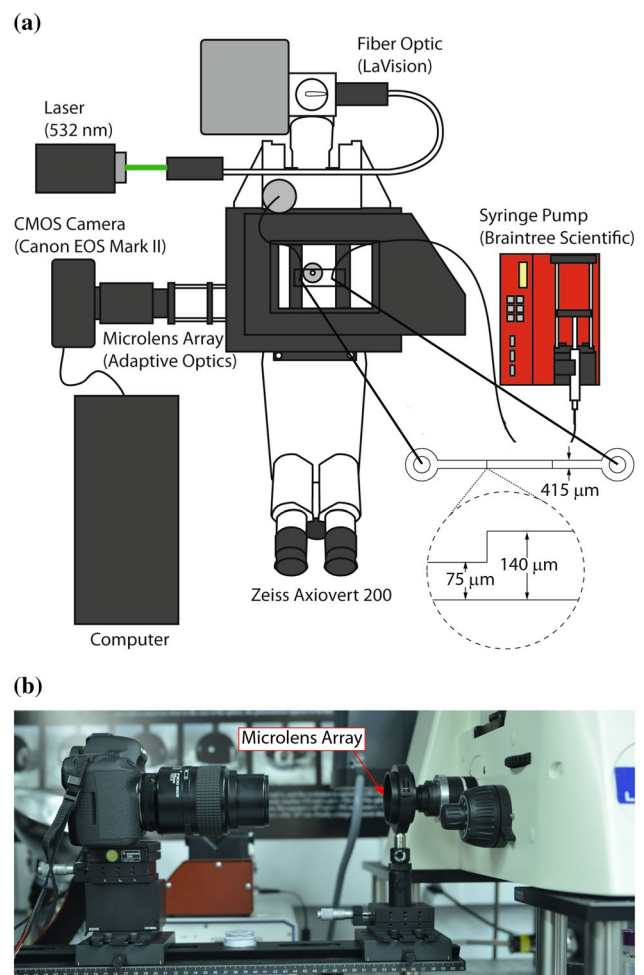 (a)
Fiber Optic
(LaVision)
Laser
(532 nm)
CMOS Camera
(Canon EOS Mark II)
Syringe Pump
(Braintree Scientific)
Microlens Array
(Adaptive Optics)
415 μm
140 μm
75 μm
Zeiss Axiovert 200
Computer
(b)
Microlens Array